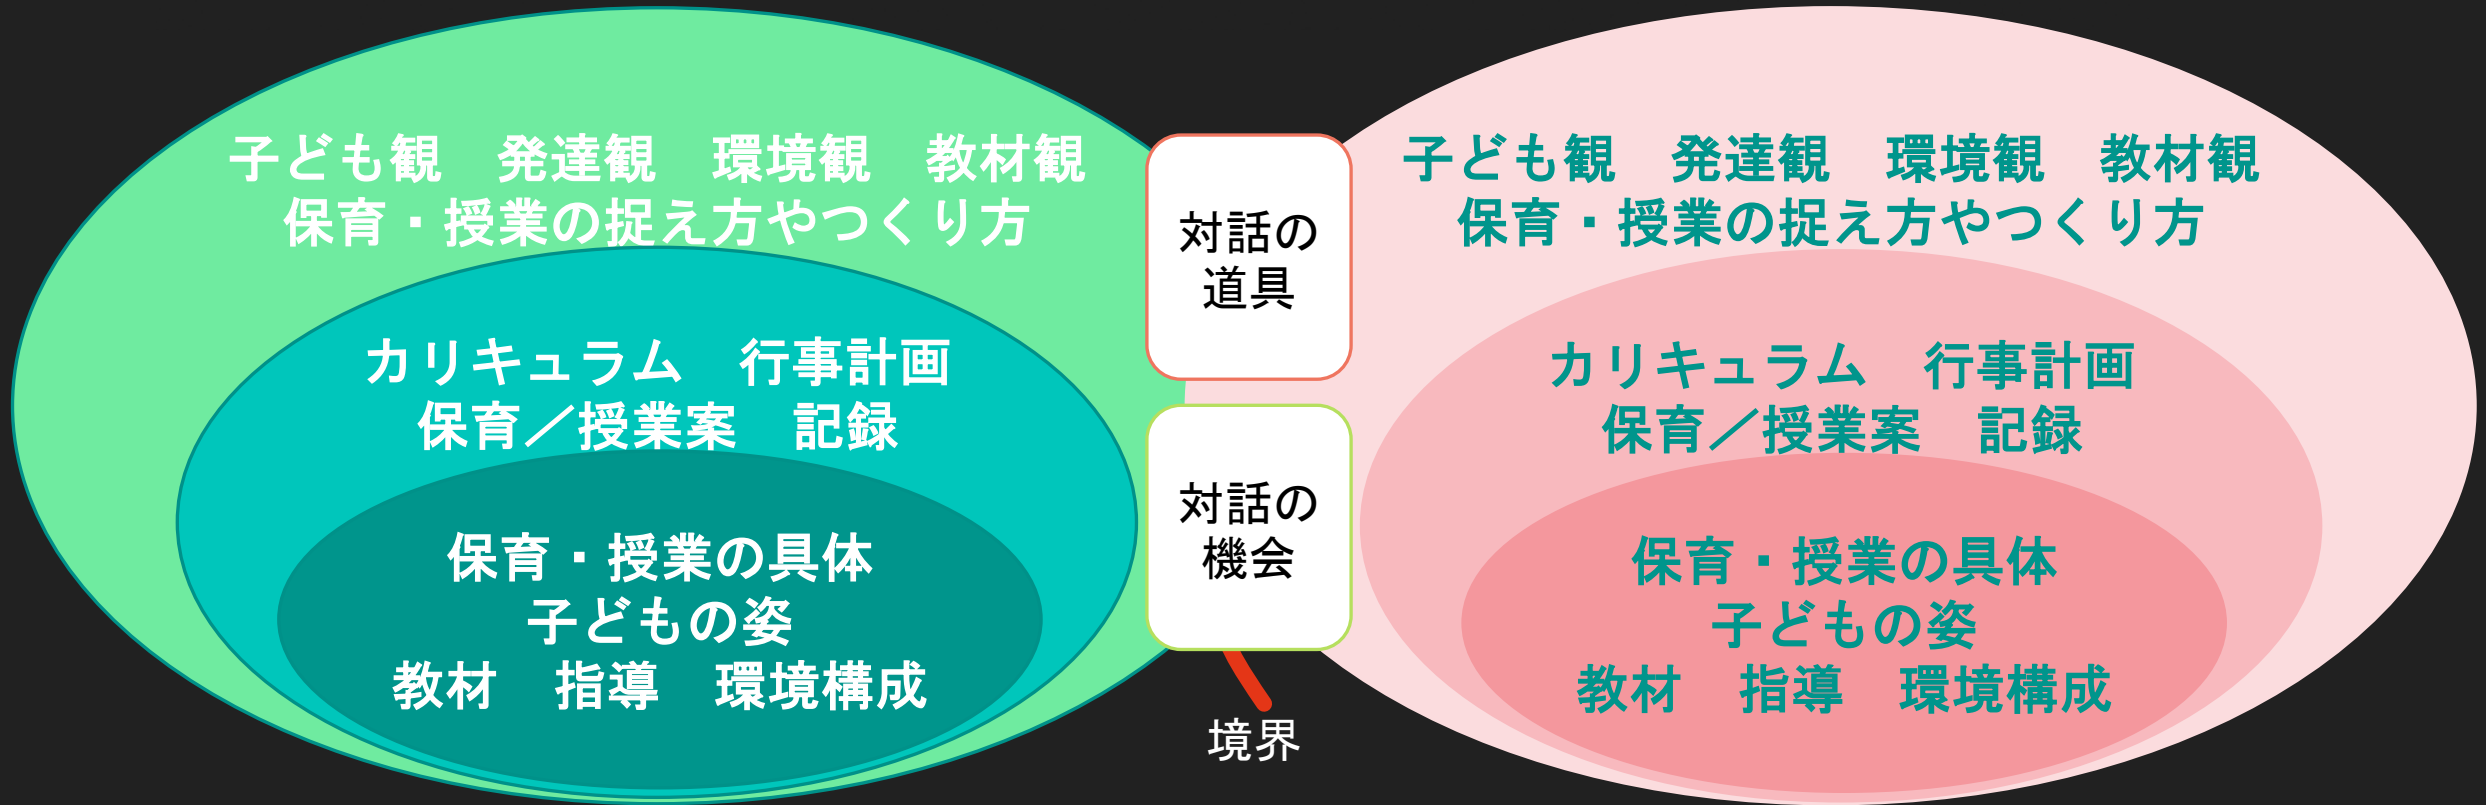 子ども観　発達観　環境観　教材観
保育・授業の捉え方やつくり方
カリキュラム　行事計画
保育／授業案　記録
保育・授業の具体
子どもの姿
教材　指導　環境構成
対話の
道具
対話の
機会
境界
子ども観　発達観　環境観　教材観
保育・授業の捉え方やつくり方
カリキュラム　行事計画
保育／授業案　記録
保育・授業の具体
子どもの姿
教材　指導　環境構成